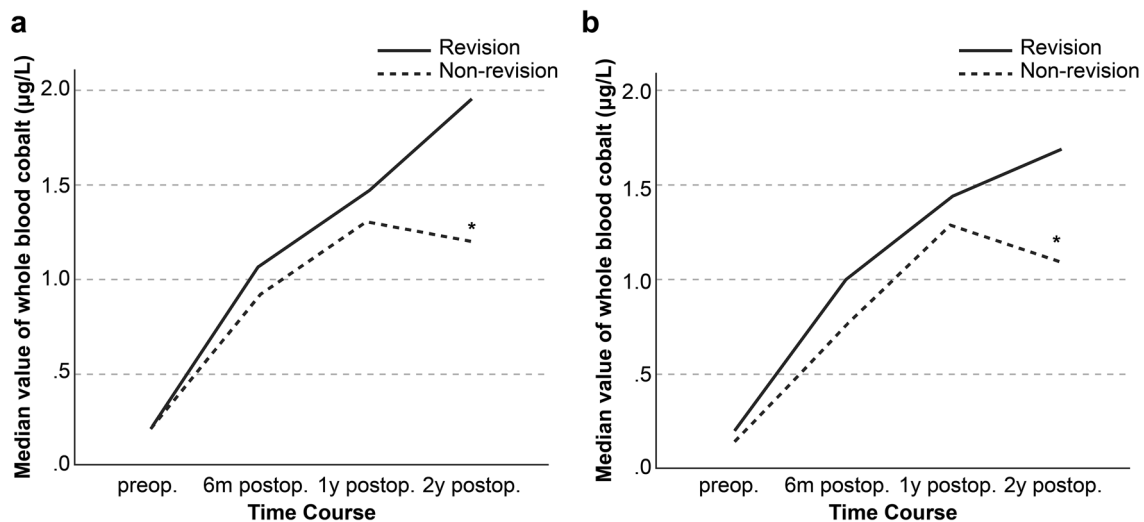 a
Revision
Non-revision
Median value of whole blood cobalt (µg/L)
2.0
1.5
1.0
.5
.0
*
preop. 6m postop. 1y postop. 2y postop.
Time Course
b
Revision
Non-revision
Median value of whole blood cobalt (µg/L)
2.0
1.5
1.0
.5
.0
*
preop. 6m postop. 1y postop. 2y postop.
Time Course